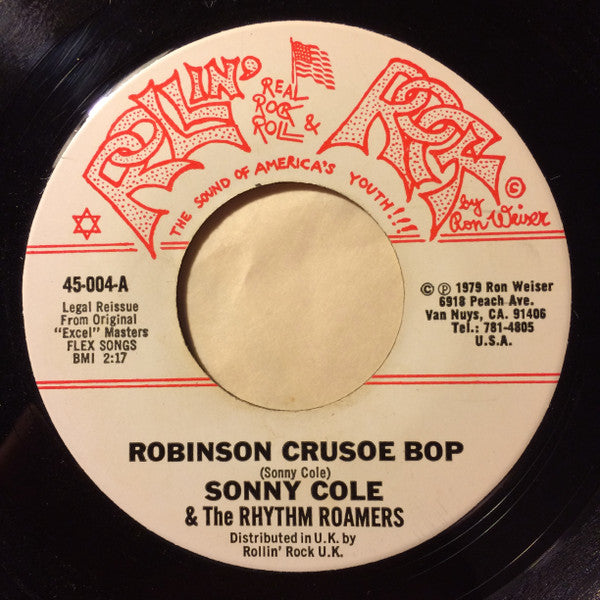 ROLLIN' ROCK
REAL
ROCK &
ROLL
THE SOUND OF AMERICA'S YOUTH!!!
©
by
Ron Weiser
45-004-A
Legal Reissue
From Original
"Excel" Masters
FLEX SONGS
BMI 2:17
© ℗ 1979 Ron Weiser
6918 Peach Ave.
Van Nuys, CA. 91406
Tel.: 781-4805
U.S.A.
ROBINSON CRUSOE BOP
(Sonny Cole)
SONNY COLE
& The RHYTHM ROAMERS
Distributed in U.K. by
Rollin' Rock U.K.